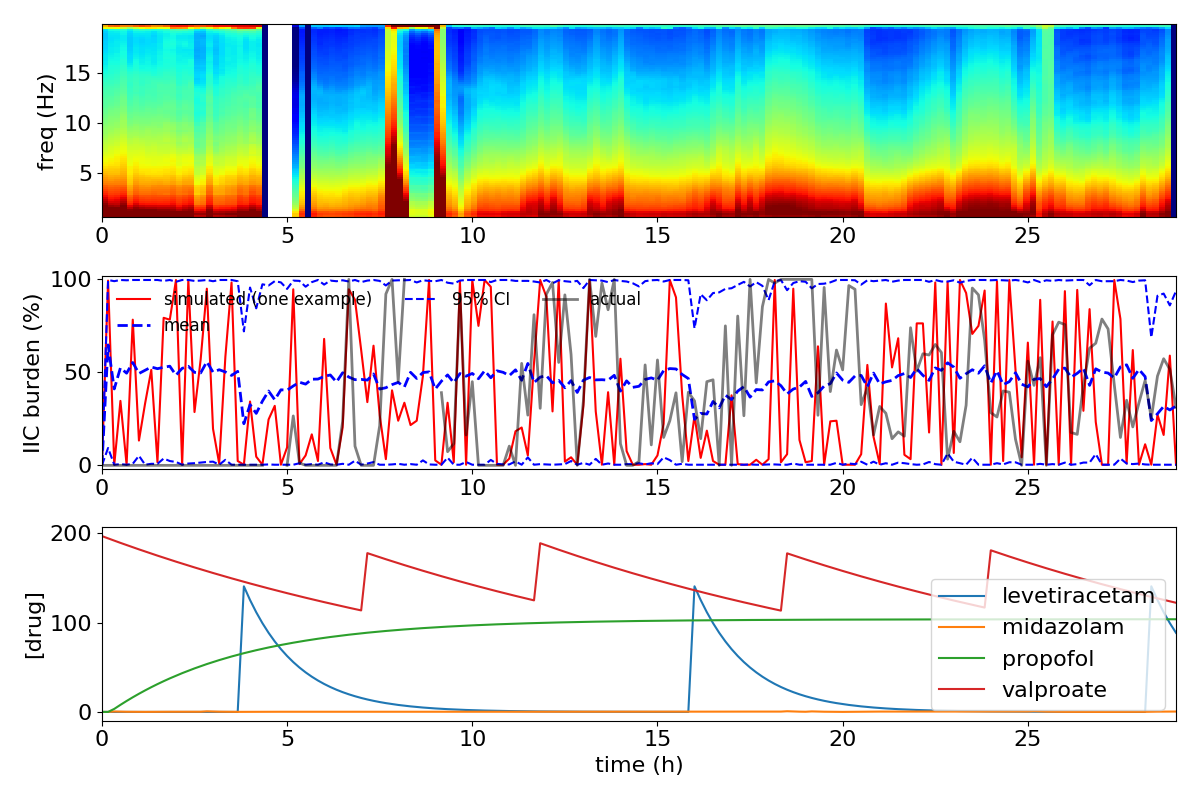 freq (Hz)
15
10
5
0 5 10 15 20 25
IIC burden (%)
100
50
0
simulated (one example) 95% CI actual
mean
0 5 10 15 20 25
[drug]
200
100
0
levetiracetam
midazolam
propofol
valproate
0 5 10 15 20 25
time (h)